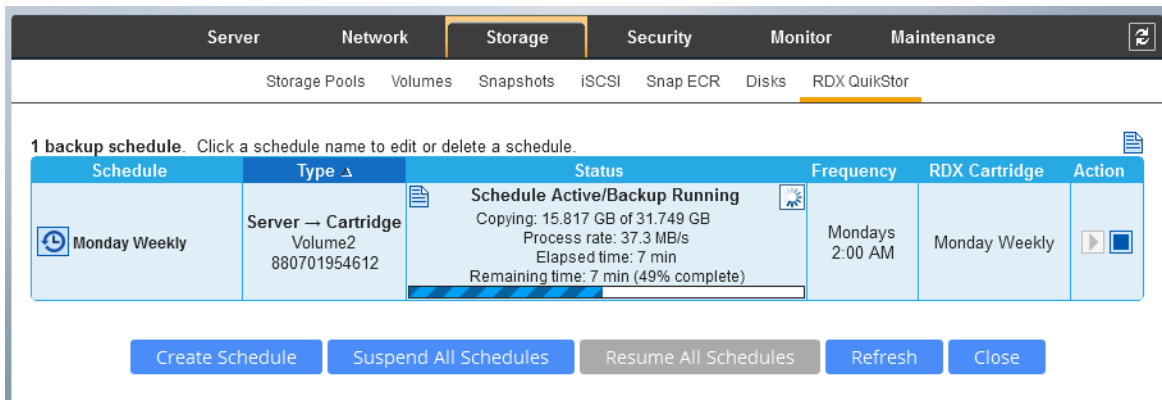 Server Network Storage Security Monitor Maintenance
Storage Pools Volumes Snapshots iSCSI Snap ECR Disks RDX QuikStor
1 backup schedule. Click a schedule name to edit or delete a schedule.
Schedule Type Status Frequency RDX Cartridge Action
Monday Weekly
Server → Cartridge
Volume2
880701954612
Schedule Active/Backup Running
Copying: 15.817 GB of 31.749 GB
Process rate: 37.3 MB/s
Elapsed time: 7 min
Remaining time: 7 min (49% complete)
Mondays
2:00 AM
Monday Weekly
Create Schedule Suspend All Schedules Resume All Schedules Refresh Close